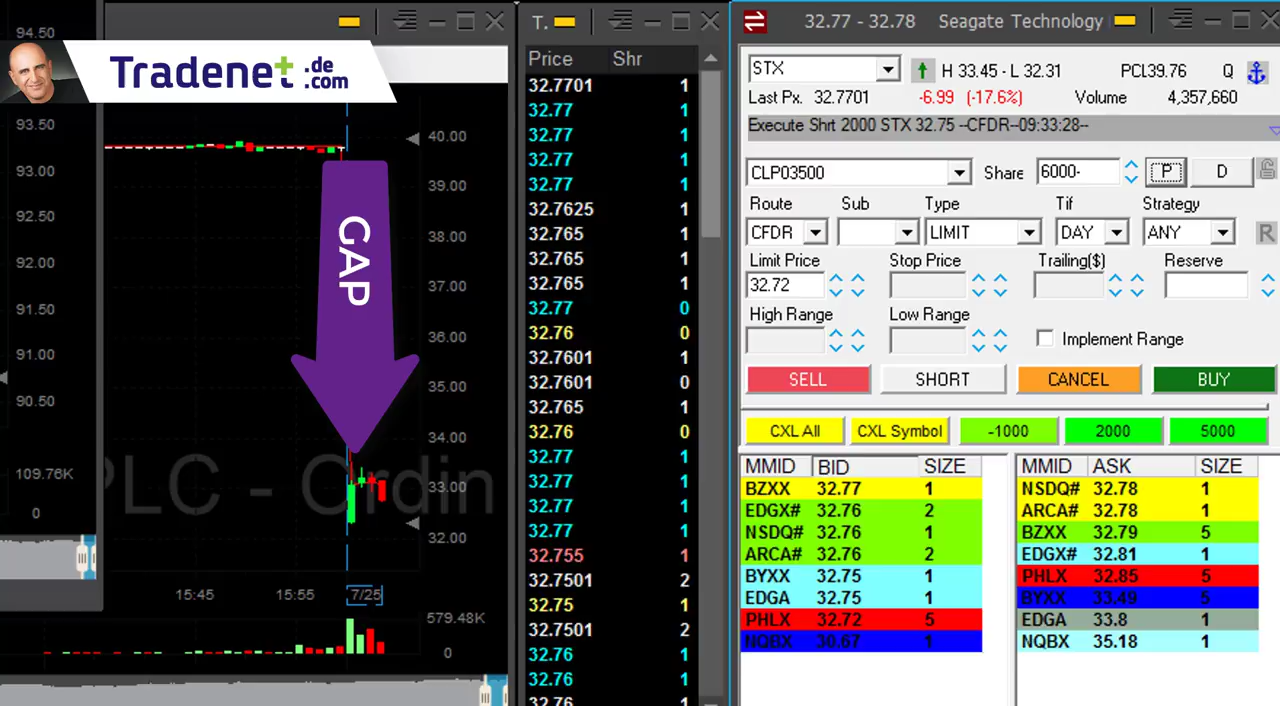 94.50
93.50
93.00
92.50
92.00
91.50
91.00
90.50
109.76K
0
Tradenet+ .de .com
GAP
PLC - Ordin
40.00
39.00
38.00
37.00
36.00
35.00
34.00
33.00
32.00
15:45 15:55 7/25
579.48K
0
T.
Price Shr
32.7701 1
32.77 1
32.77 1
32.77 1
32.77 1
32.7625 1
32.765 1
32.765 1
32.765 1
32.77 0
32.76 0
32.7601 1
32.7601 0
32.765 1
32.76 0
32.77 1
32.77 1
32.77 1
32.77 1
32.755 1
32.7501 2
32.75 1
32.7501 2
32.76 1
32.76 1
32.76 1
32.77 - 32.78 Seagate Technology
STX H 33.45 - L 32.31 PCL39.76 Q
Last Px. 32.7701 -6.99 (-17.6%) Volume 4,357,660
Execute Shrt 2000 STX 32.75 --CFDR--09:33:28--
CLP03500 Share 6000- P D
Route Sub Type Tif Strategy
CFDR LIMIT DAY ANY R
Limit Price Stop Price Trailing($) Reserve
32.72
High Range Low Range
Implement Range
SELL SHORT CANCEL BUY
CXL All CXL Symbol -1000 2000 5000
MMID BID SIZE MMID ASK SIZE
BZXX 32.77 1 NSDQ# 32.78 1
EDGX# 32.76 2 ARCA# 32.78 1
NSDQ# 32.76 1 BZXX 32.79 5
ARCA# 32.76 2 EDGX# 32.81 1
BYXX 32.75 1 PHLX 32.85 5
EDGA 32.75 1 BYXX 33.49 5
PHLX 32.72 5 EDGA 33.8 1
NQBX 30.67 1 NQBX 35.18 1